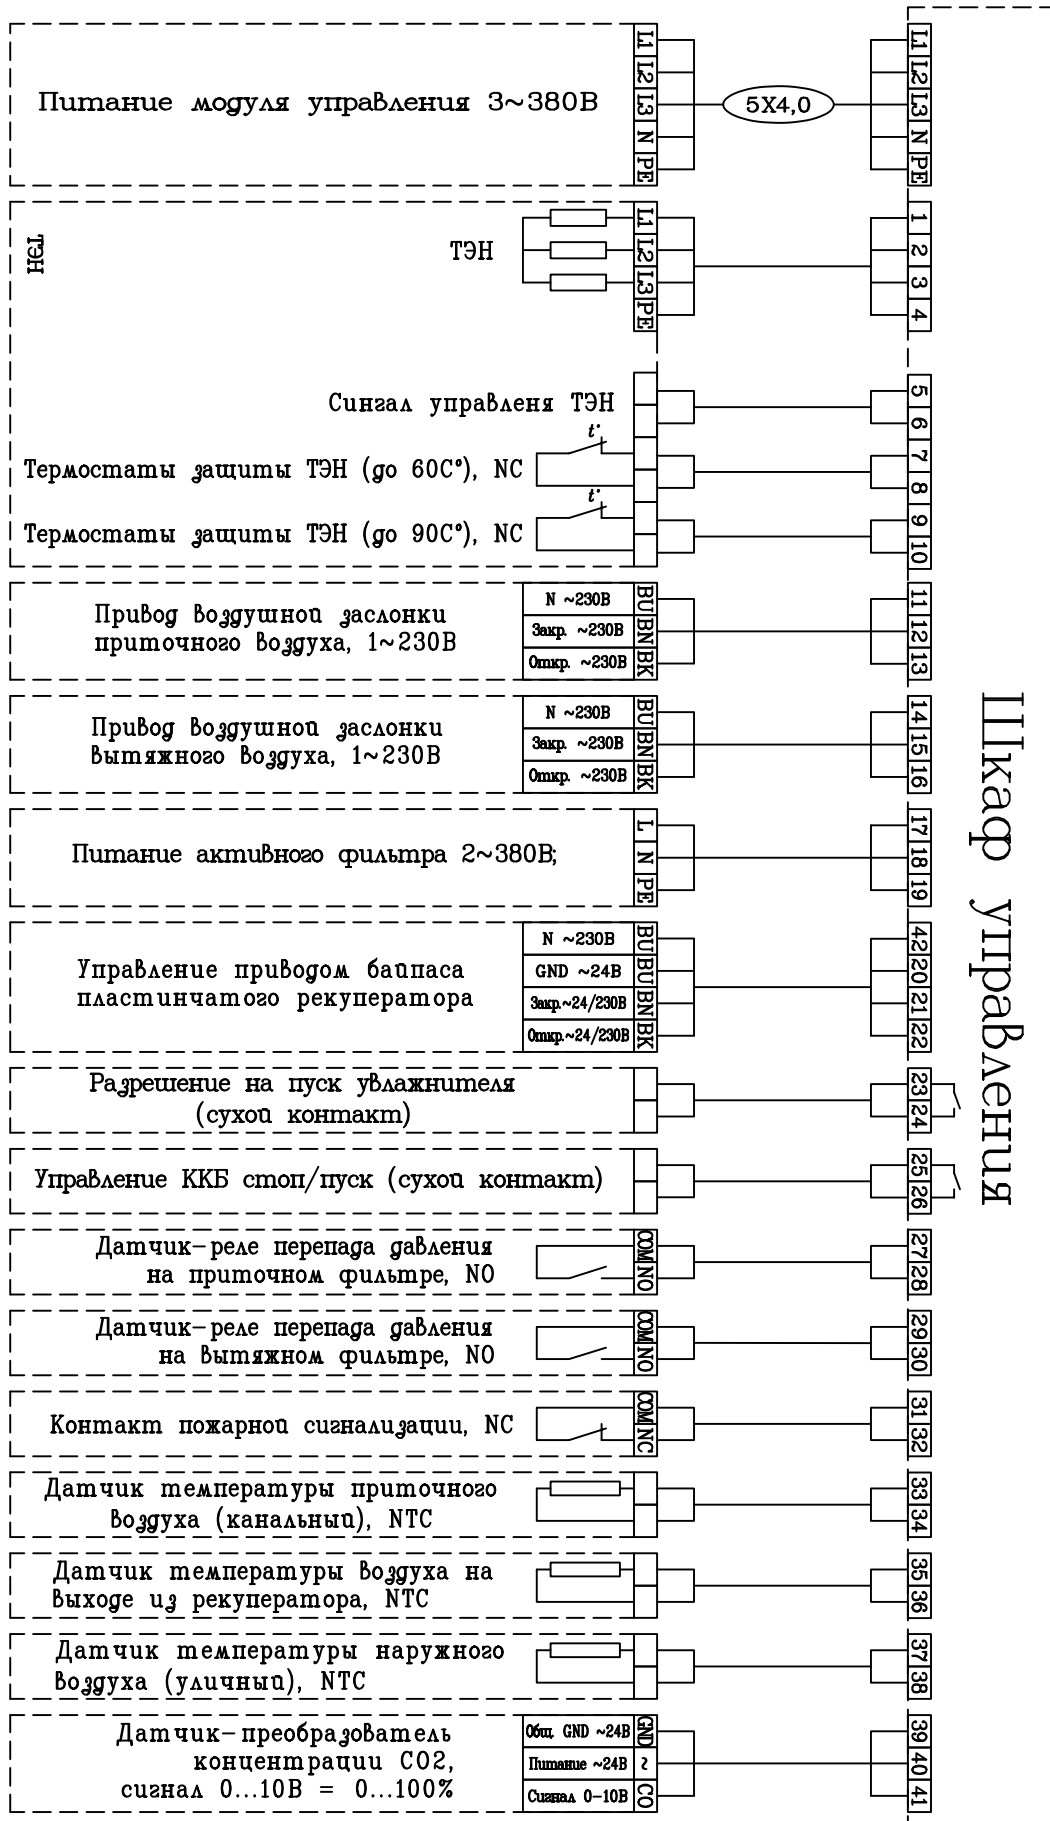 Питание модуля управления 3~380В
L1
L2
L3
N
PE
5X4,0
L1
L2
L3
N
PE
ТЭН
ТЭН
L1
L2
L3
PE
1
2
3
4
Сингал управленя ТЭН
5
6
t°
Термостаты защиты ТЭН (до 60С°), NC
7
8
t°
Термостаты защиты ТЭН (до 90С°), NC
9
10
Привод воздушной заслонки
приточного воздуха, 1~230В
N ~230В
Закр. ~230В
Откр. ~230В
BU
BN
BK
11
12
13
Привод воздушной заслонки
вытяжного воздуха, 1~230В
N ~230В
Закр. ~230В
Откр. ~230В
BU
BN
BK
14
15
16
Питание активного фильтра 2~380В;
L
N
PE
17
18
19
Управление приводом байпаса
пластинчатого рекуператора
N ~230В
GND ~24В
Закр.~24/230В
Откр.~24/230В
BU
BU
BN
BK
42
20
21
22
Разрешение на пуск увлажнителя
(сухой контакт)
23
24
Управление ККБ стоп/пуск (сухой контакт)
25
26
Датчик-реле перепада давления
на приточном фильтре, NO
COM
NO
27
28
Датчик-реле перепада давления
на вытяжном фильтре, NO
COM
NO
29
30
Контакт пожарной сигнализации, NC
COM
NC
31
32
Датчик температуры приточного
воздуха (канальный), NTC
33
34
Датчик температуры воздуха на
выходе из рекуператора, NTC
35
36
Датчик температуры наружного
воздуха (уличный), NTC
37
38
Датчик-преобразователь
концентрации СО2,
сигнал 0...10В = 0...100%
Общ. GND ~24В
Питание ~24В
Сигнал 0-10В
GND
~
CO
39
40
41
Шкаф управления